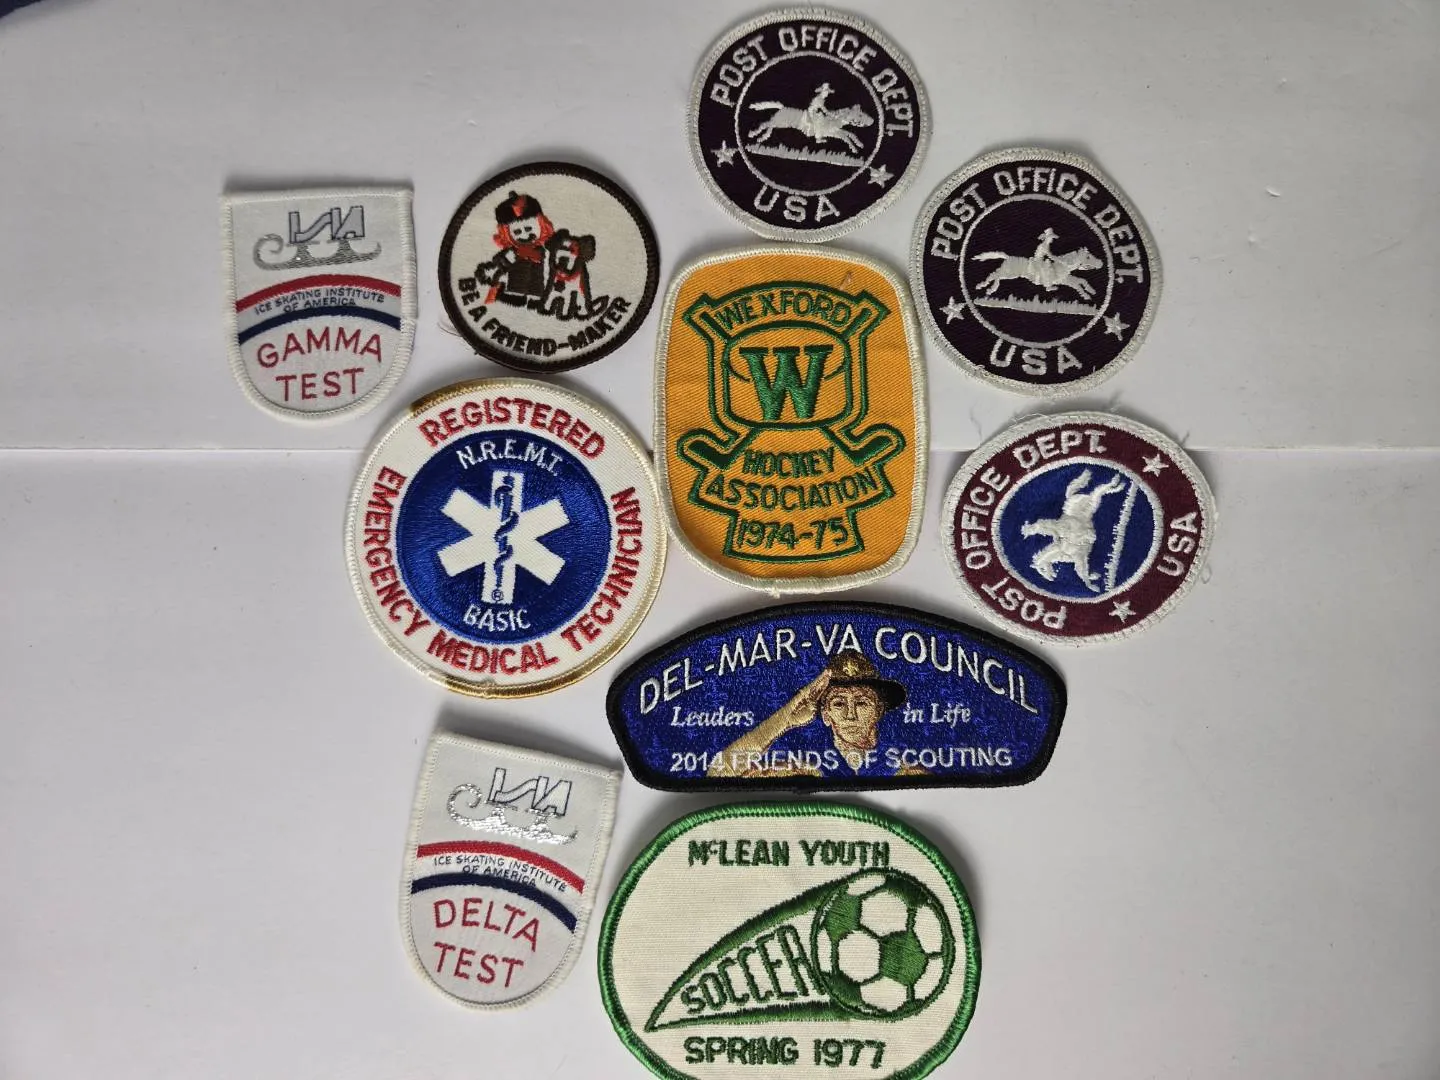 POST OFFICE DEPT.
USA
POST OFFICE DEPT.
USA
ISIA
ICE SKATING INSTITUTE
OF AMERICA
GAMMA
TEST
BE A FRIEND-MAKER
WEXFORD
W
HOCKEY
ASSOCIATION
1974-75
REGISTERED
EMERGENCY MEDICAL TECHNICIAN
N.R.E.M.T.
®
BASIC
POST OFFICE DEPT.
USA
DEL-MAR-VA COUNCIL
Leaders in Life
2014 FRIENDS OF SCOUTING
ISIA
ICE SKATING INSTITUTE
OF AMERICA
DELTA
TEST
McLEAN YOUTH
SOCCER
SPRING 1977